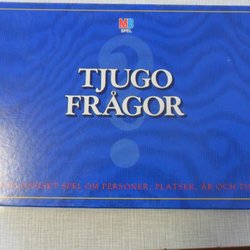 MB
SPEL
TJUGO
FRÅGOR
SPEL OM PERSONER, PLATSER, ÅR OCH